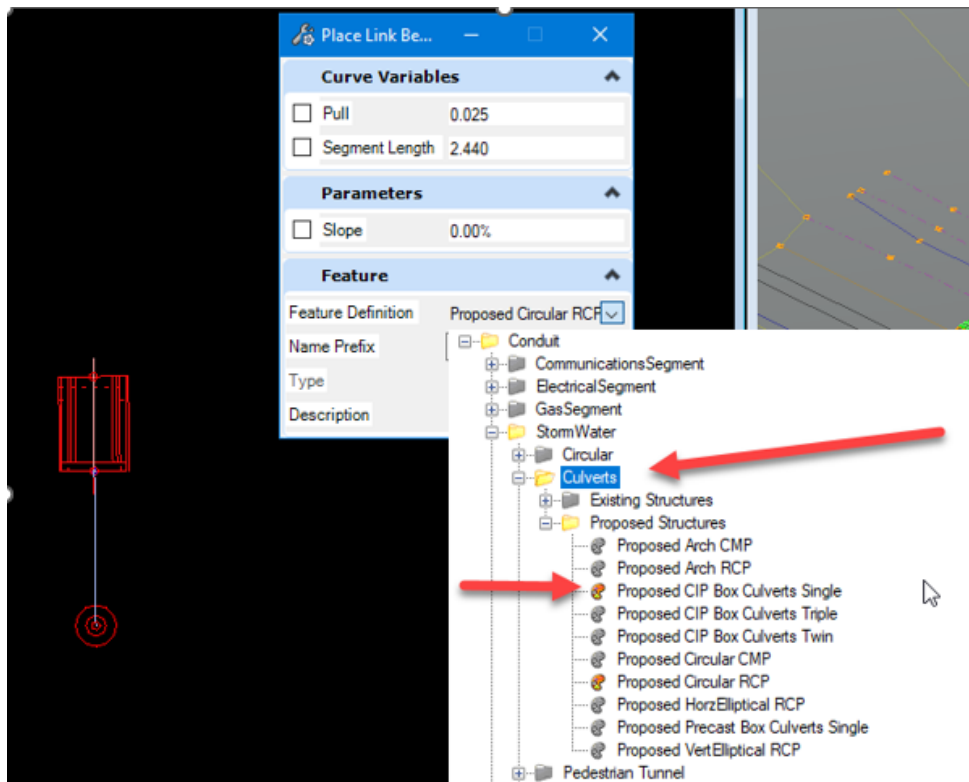 Place Link Be...
Curve Variables
Pull 0.025
Segment Length 2.440
Parameters
Slope 0.00%
Feature
Feature Definition Proposed Circular RCP
Name Prefix
Type
Description
Conduit
CommunicationsSegment
ElectricalSegment
GasSegment
StormWater
Circular
Culverts
Existing Structures
Proposed Structures
Proposed Arch CMP
Proposed Arch RCP
Proposed CIP Box Culverts Single
Proposed CIP Box Culverts Triple
Proposed CIP Box Culverts Twin
Proposed Circular CMP
Proposed Circular RCP
Proposed HorzElliptical RCP
Proposed Precast Box Culverts Single
Proposed VertElliptical RCP
Pedestrian Tunnel